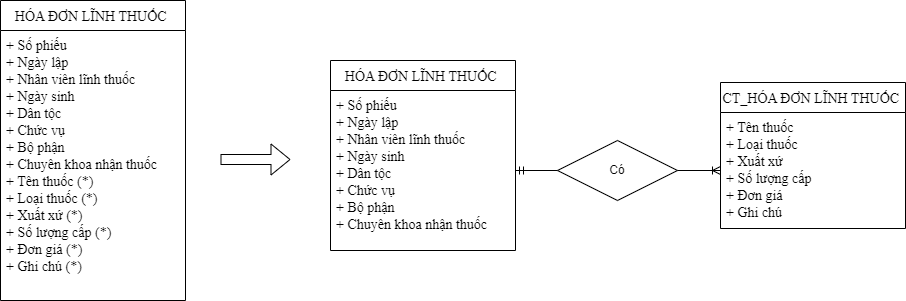 HÓA ĐƠN LĨNH THUỐC
+ Số phiếu
+ Ngày lập
+ Nhân viên lĩnh thuốc
+ Ngày sinh
+ Dân tộc
+ Chức vụ
+ Bộ phận
+ Chuyên khoa nhận thuốc
+ Tên thuốc (*)
+ Loại thuốc (*)
+ Xuất xứ (*)
+ Số lượng cấp (*)
+ Đơn giá (*)
+ Ghi chú (*)
HÓA ĐƠN LĨNH THUỐC
+ Số phiếu
+ Ngày lập
+ Nhân viên lĩnh thuốc
+ Ngày sinh
+ Dân tộc
+ Chức vụ
+ Bộ phận
+ Chuyên khoa nhận thuốc
Có
CT_HÓA ĐƠN LĨNH THUỐC
+ Tên thuốc
+ Loại thuốc
+ Xuất xứ
+ Số lượng cấp
+ Đơn giá
+ Ghi chú